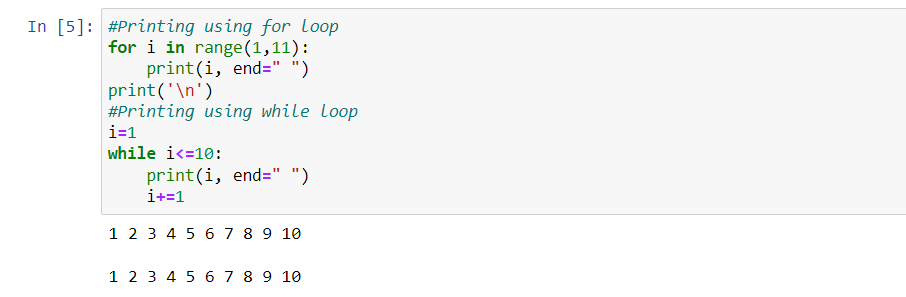 In [5]: #Printing using for loop
for i in range(1,11):
    print(i, end=" ")
print('\n')
#Printing using while loop
i=1
while i<=10:
    print(i, end=" ")
    i+=1
1 2 3 4 5 6 7 8 9 10
1 2 3 4 5 6 7 8 9 10